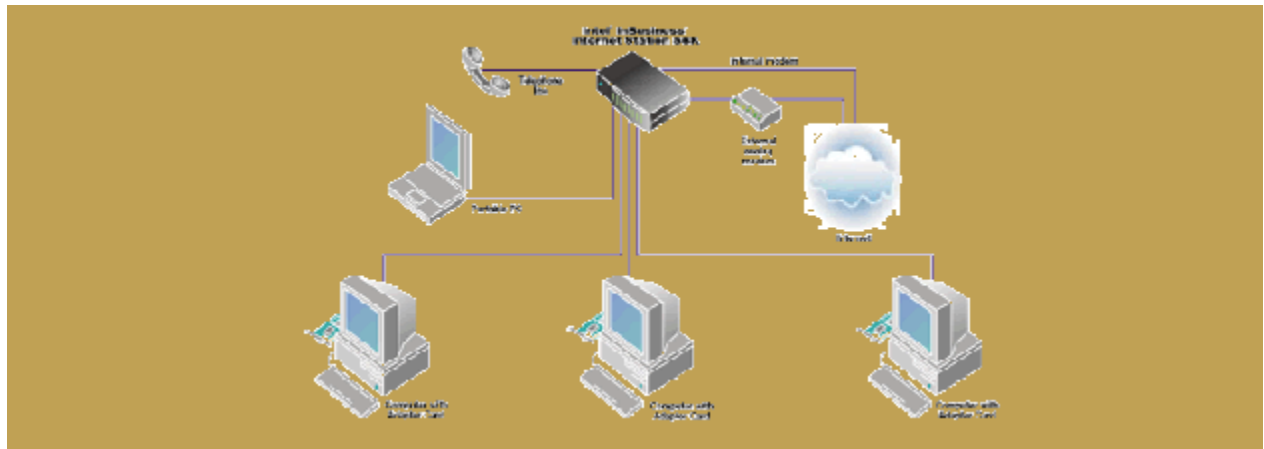 Intel InBusiness
Internet Station 56K
Internal modem
Telephone
line
External
analog
modem
Portable PC
Internet
Computer with
Adapter Card
Computer with
Adapter Card
Computer with
Adapter Card